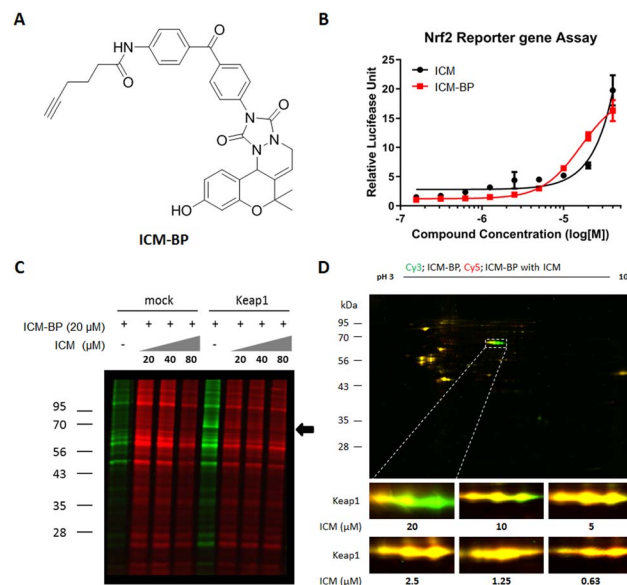 A
HN
O
O
N
O
O
N
N
HO
O
ICM-BP
B
Nrf2 Reporter gene Assay
Relative Lucifease Unit
25
20
15
10
5
0
ICM
ICM-BP
-7
-6
-5
Compound Concentration (log[M])
C
mock
Keap1
ICM-BP (20 μM)
+ + + + + + + +
ICM (μM)
- 20 40 80 - 20 40 80
95
70
56
43
35
28
D
Cy3; ICM-BP, Cy5; ICM-BP with ICM
pH 3
10
kDa
95
70
56
43
35
28
Keap1
ICM (μM)
20 10 5
Keap1
2.5 1.25 0.63
ICM (μM)